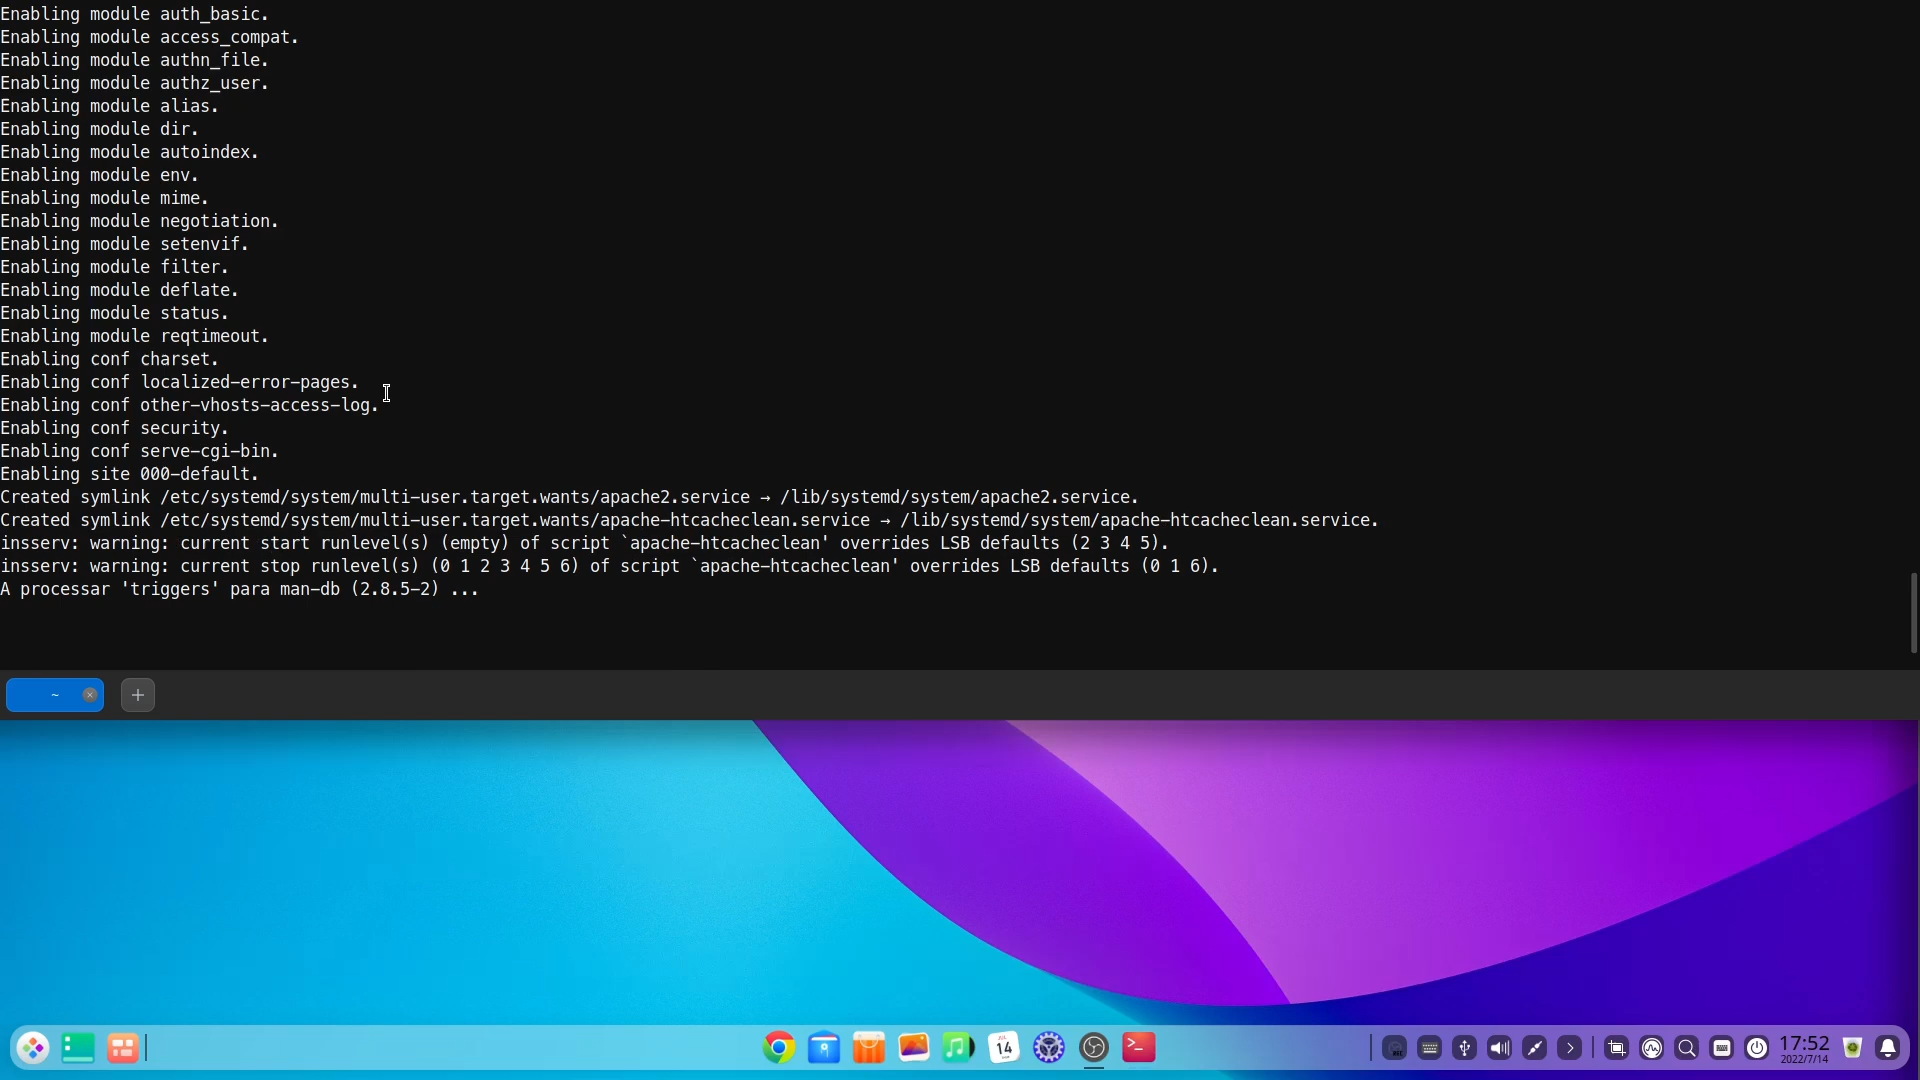 Enabling module auth_basic.
Enabling module access_compat.
Enabling module authn_file.
Enabling module authz_user.
Enabling module alias.
Enabling module dir.
Enabling module autoindex.
Enabling module env.
Enabling module mime.
Enabling module negotiation.
Enabling module setenvif.
Enabling module filter.
Enabling module deflate.
Enabling module status.
Enabling module reqtimeout.
Enabling conf charset.
Enabling conf localized-error-pages.
Enabling conf other-vhosts-access-log.
Enabling conf security.
Enabling conf serve-cgi-bin.
Enabling site 000-default.
Created symlink /etc/systemd/system/multi-user.target.wants/apache2.service → /lib/systemd/system/apache2.service.
Created symlink /etc/systemd/system/multi-user.target.wants/apache-htcacheclean.service → /lib/systemd/system/apache-htcacheclean.service.
insserv: warning: current start runlevel(s) (empty) of script `apache-htcacheclean' overrides LSB defaults (2 3 4 5).
insserv: warning: current stop runlevel(s) (0 1 2 3 4 5 6) of script `apache-htcacheclean' overrides LSB defaults (0 1 6).
A processar 'triggers' para man-db (2.8.5-2) ...
~
14
17:52
2022/7/14